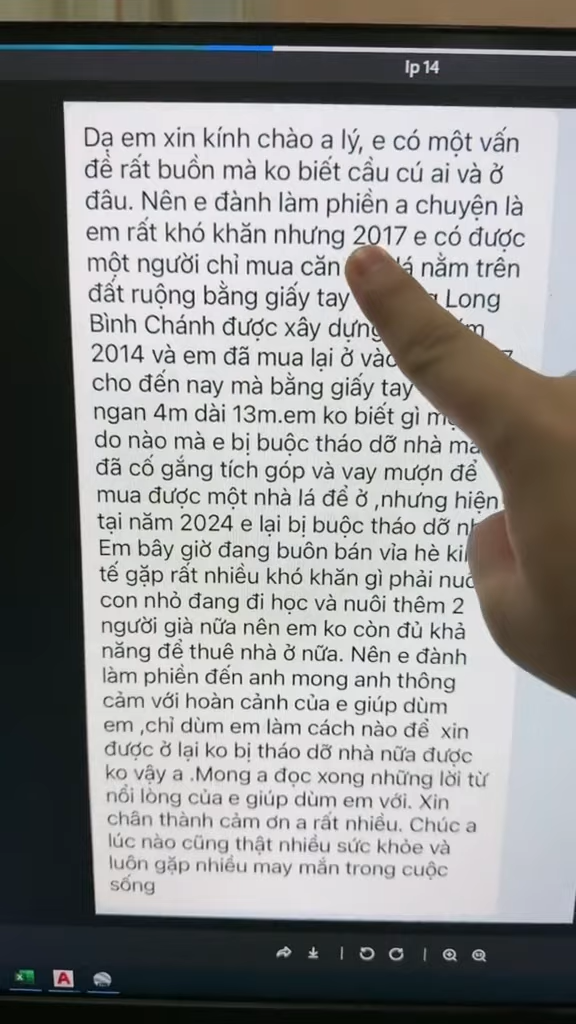 lp 14
Dạ em xin kính chào a lý, e có một vấn
đề rất buồn mà ko biết cầu cú ai và ở
đâu. Nên e đành làm phiền a chuyện là
em rất khó khăn nhưng 2017 e có được
một người chỉ mua căn lá nằm trên
đất ruộng bằng giấy tay Long
Bình Chánh được xây dựng
2014 và em đã mua lại ở
cho đến nay mà bằng giấy tay
ngan 4m dài 13m.em ko biết gì
do nào mà e bị buộc tháo dỡ nhà
đã cố gắng tích góp và vay mượn để
mua được một nhà lá để ở ,nhưng hiện
tại năm 2024 e lại bị buộc tháo dỡ
Em bây giờ đang buôn bán vỉa hè
tế gặp rất nhiều khó khăn gì phải
con nhỏ đang đi học và nuôi thêm 2
người già nữa nên em ko còn đủ khả
năng để thuê nhà ở nữa. Nên e đành
làm phiền đến anh mong anh thông
cảm với hoàn cảnh của e giúp dùm
em ,chỉ dùm em làm cách nào để xin
được ở lại ko bị tháo dỡ nhà nữa được
ko vậy a .Mong a đọc xong những lời từ
nổi lòng của e giúp dùm em với. Xin
chân thành cảm ơn a rất nhiều. Chúc a
lúc nào cũng thật nhiều sức khỏe và
luôn gặp nhiều may mắn trong cuộc
sống